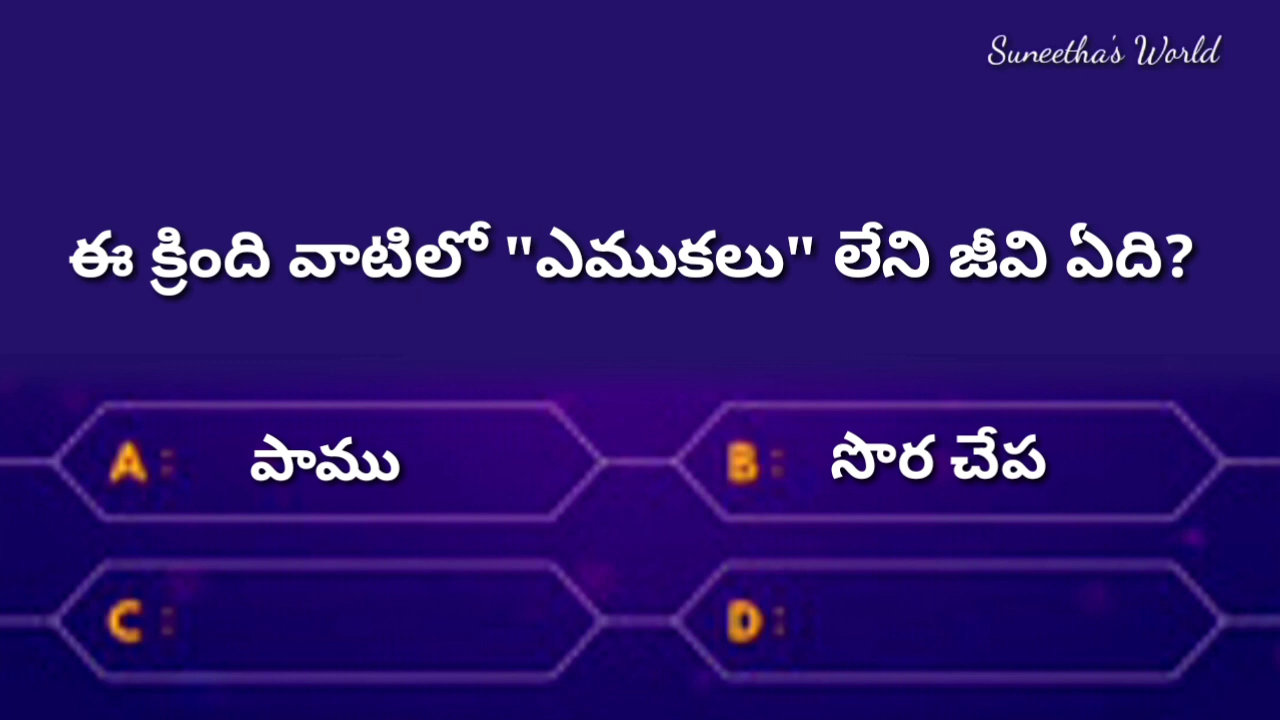 Suneetha's World
ఈ క్రింది వాటిలో "ఎముకలు" లేని జీవి ఏది?
A : పాము
B : సొర చేప
C :
D :